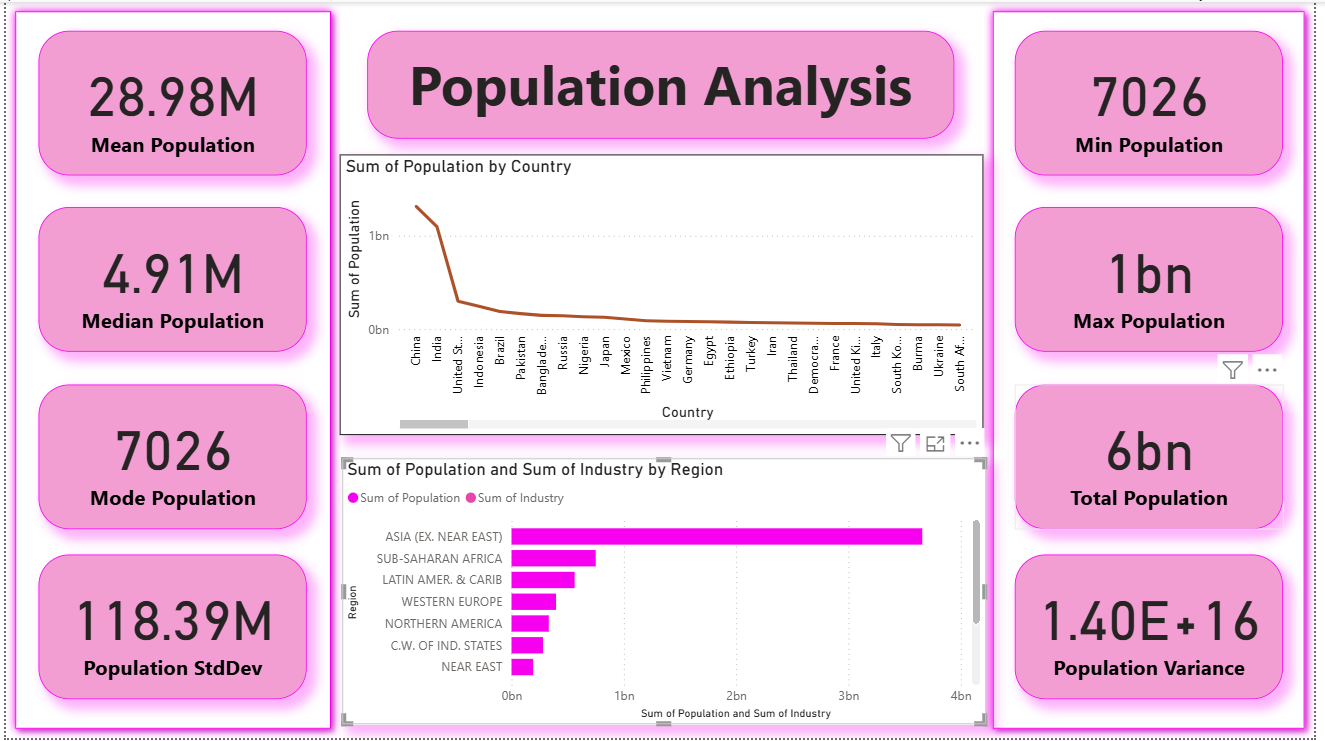 28.98M
Mean Population
4.91M
Median Population
7026
Mode Population
118.39M
Population StdDev
Population Analysis
Sum of Population by Country
Sum of Population
1bn
0bn
China
India
United St...
Indonesia
Brazil
Pakistan
Banglade...
Russia
Nigeria
Japan
Mexico
Philippines
Vietnam
Germany
Egypt
Ethiopia
Turkey
Iran
Thailand
Democra...
France
United Ki...
Italy
South Ko...
Burma
Ukraine
South Af...
Country
Sum of Population and Sum of Industry by Region
Sum of Population Sum of Industry
Region
ASIA (EX. NEAR EAST)
SUB-SAHARAN AFRICA
LATIN AMER. & CARIB
WESTERN EUROPE
NORTHERN AMERICA
C.W. OF IND. STATES
NEAR EAST
0bn 1bn 2bn 3bn 4bn
Sum of Population and Sum of Industry
7026
Min Population
1bn
Max Population
6bn
Total Population
1.40E+16
Population Variance